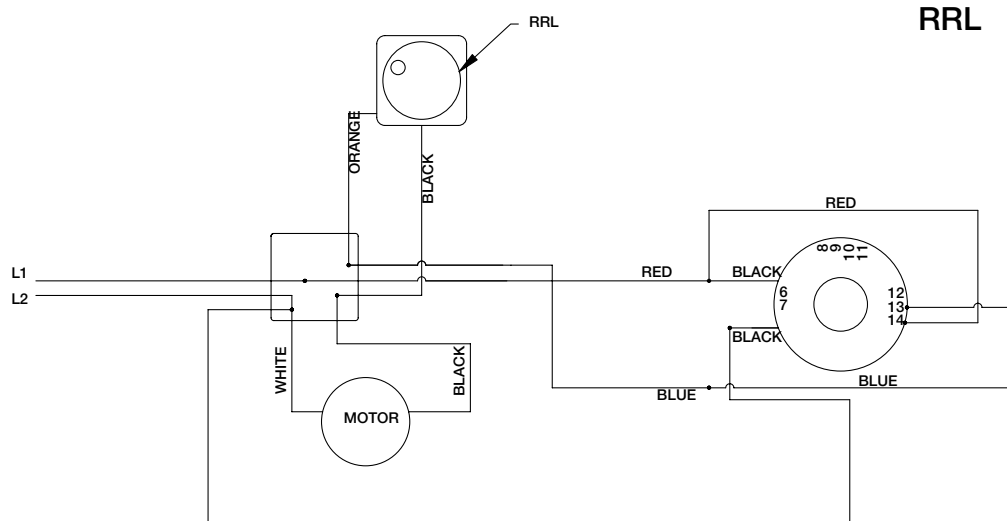 RRL
RRL
ORANGE
BLACK
RED
8
9
10
11
L1
RED
BLACK
L2
6
12
7
13
14
BLACK
WHITE
BLACK
BLUE
BLUE
MOTOR